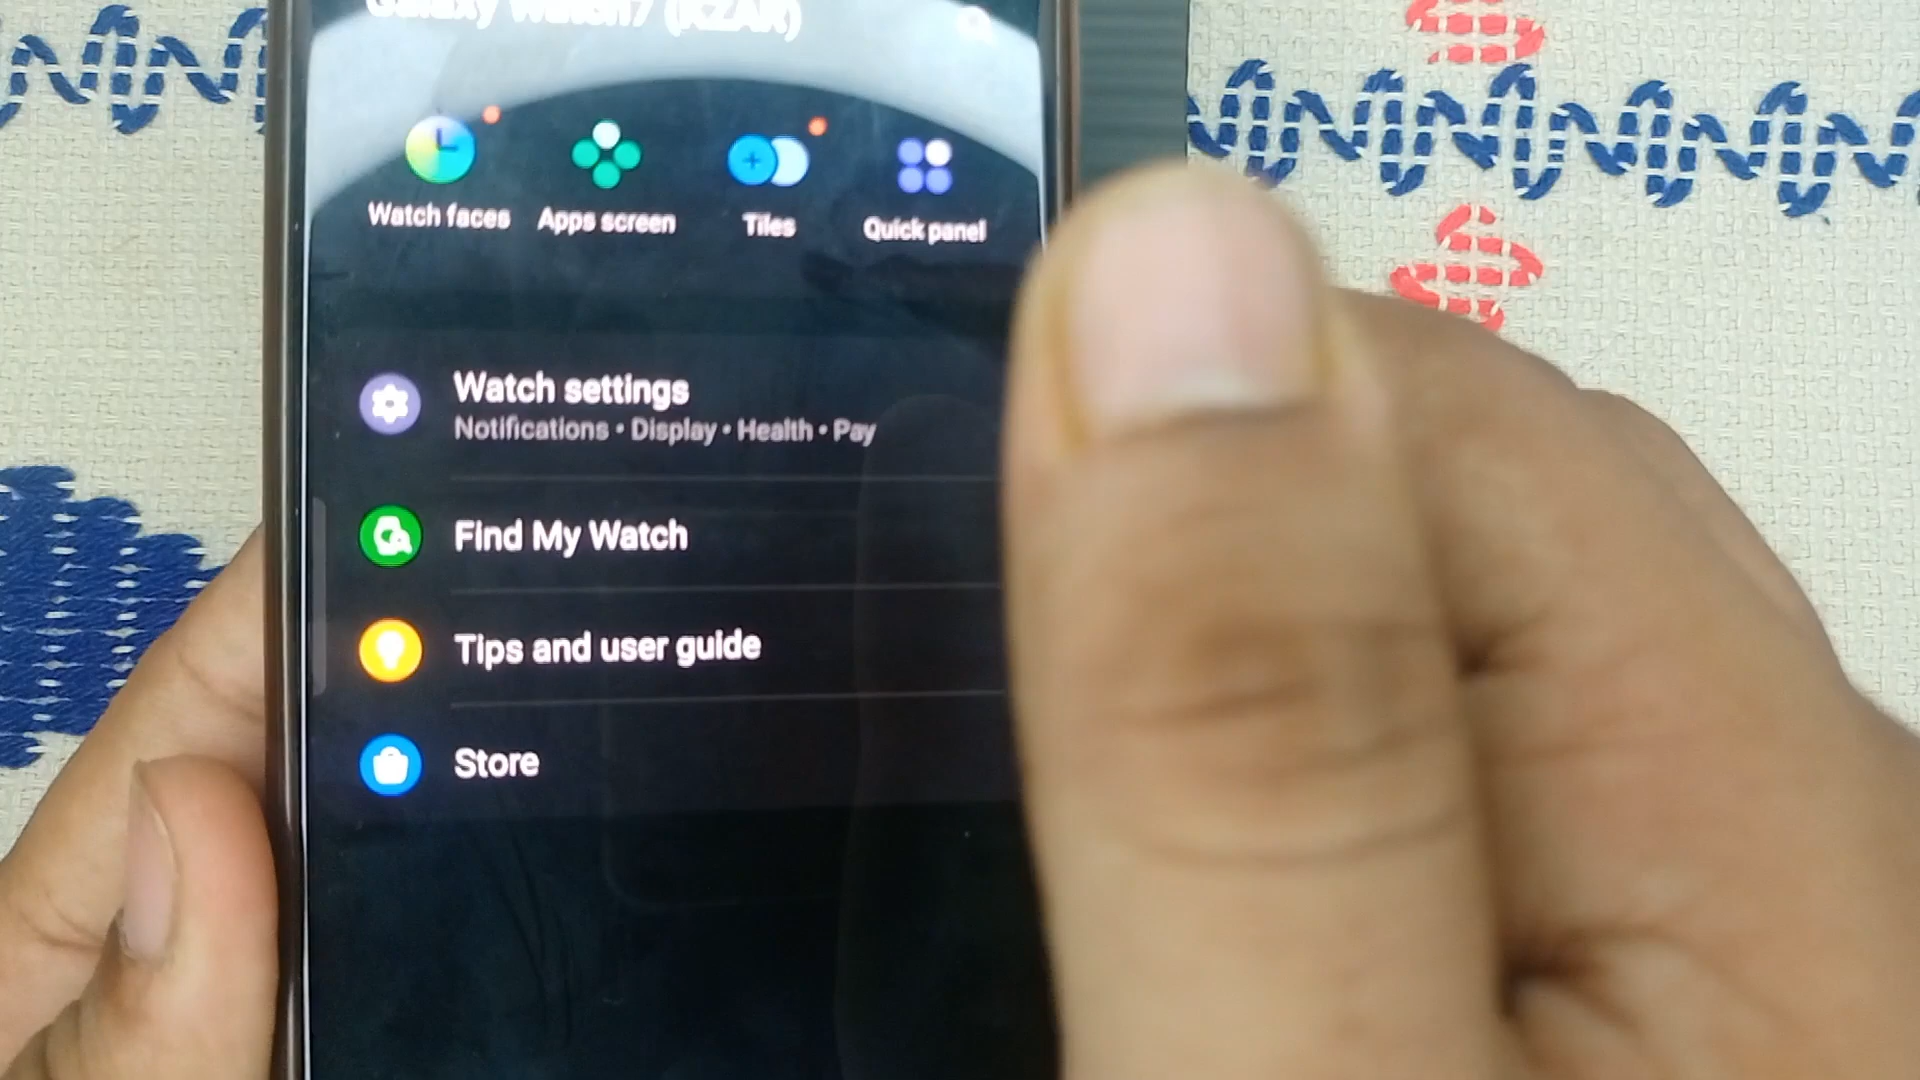 Galaxy Watch7 (KZAR)
Watch faces
Apps screen
Tiles
Quick panel
Watch settings
Notifications • Display • Health • Pay
Find My Watch
Tips and user guide
Store